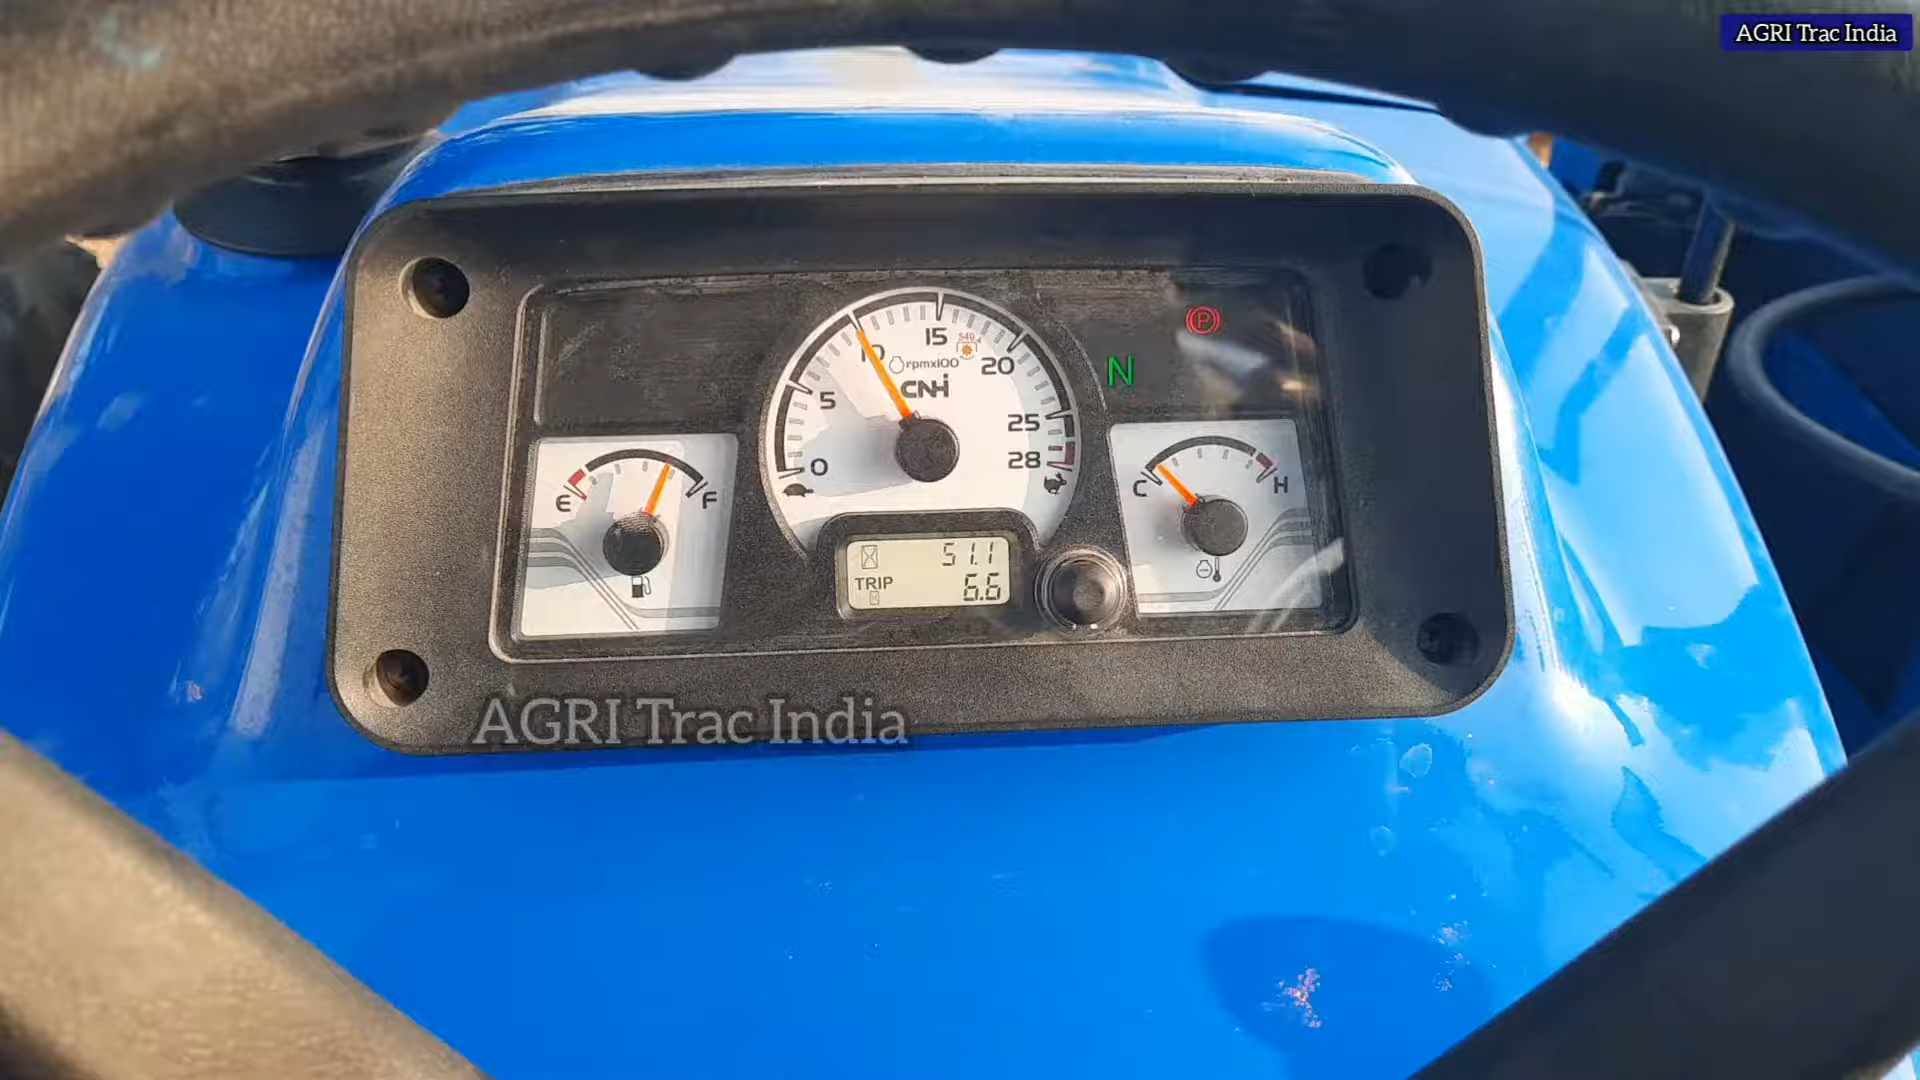 AGRI Trac India
15
540
10
20
rpmx100
CNH
5
25
0
28
N
P
E
F
C
H
51.1
TRIP
6.6
AGRI Trac India